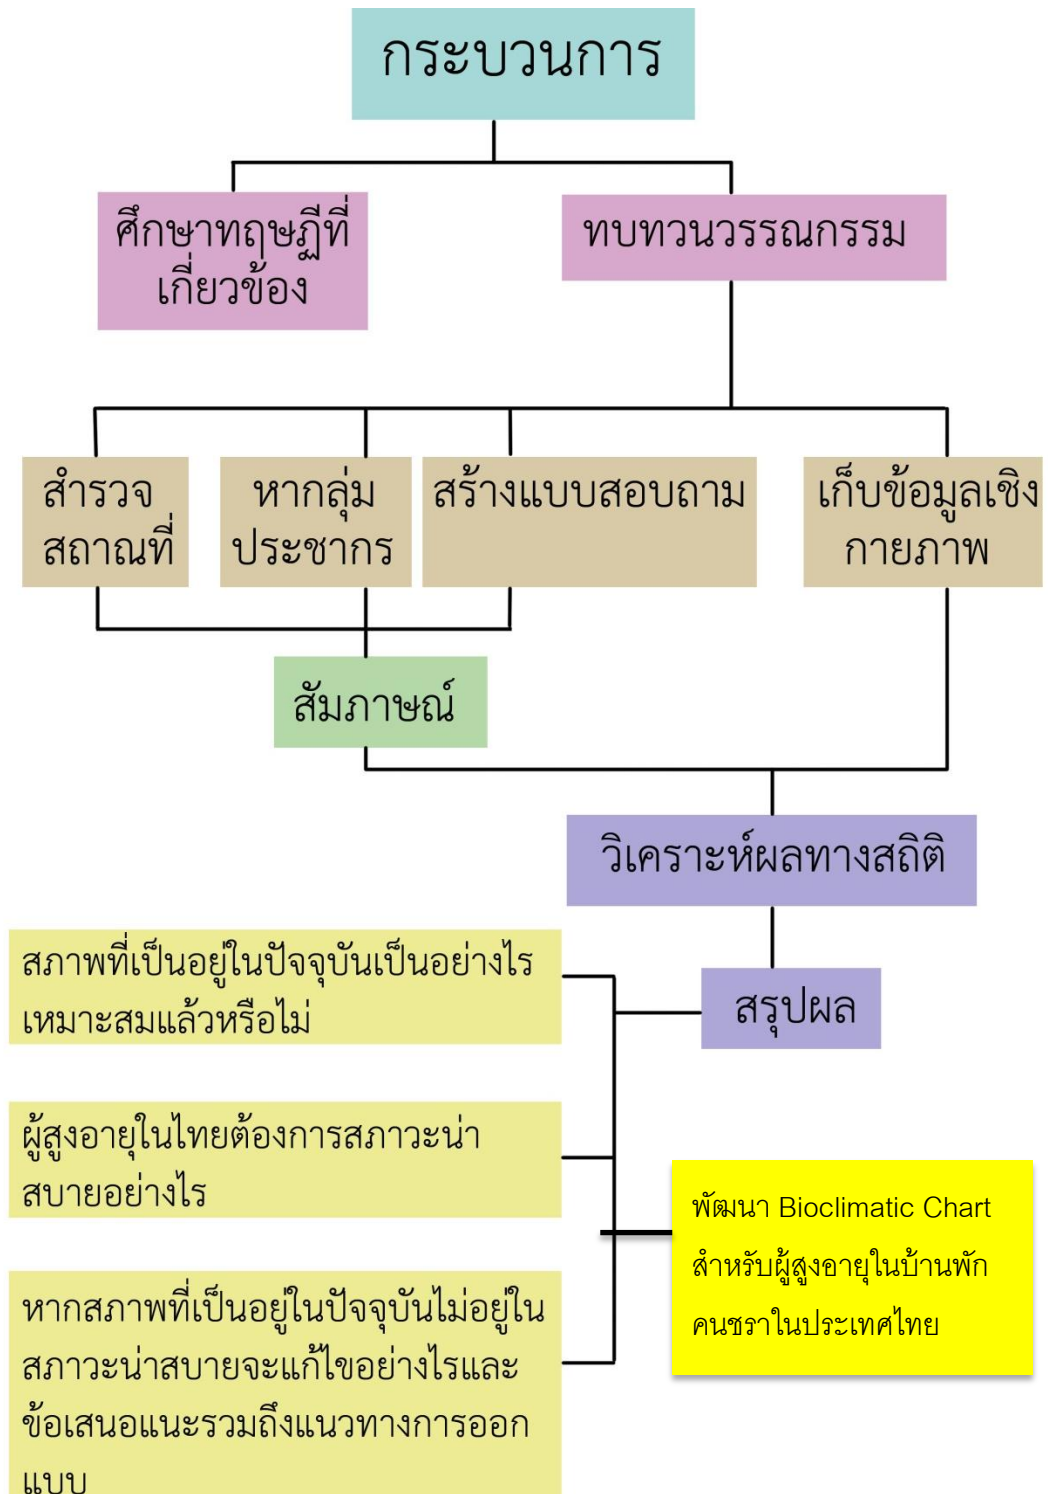 กระบวนการ
ศึกษาทฤษฏีที่
เกี่ยวข้อง
ทบทวนวรรณกรรม
สำรวจ
สถาณที่
หากลุ่ม
ประชากร
สร้างแบบสอบถาม
เก็บข้อมูลเชิง
กายภาพ
สัมภาษณ์
วิเคราะห์ผลทางสถิติ
สรุปผล
สภาพที่เป็นอยู่ในปัจจุบันเป็นอย่างไร
เหมาะสมแล้วหรือไม่
ผู้สูงอายุในไทยต้องการสภาวะน่า
สบายอย่างไร
หากสภาพที่เป็นอยู่ในปัจจุบันไม่อยู่ใน
สภาวะน่าสบายจะแก้ไขอย่างไรและ
ข้อเสนอแนะรวมถึงแนวทางการออก
แบบ
พัฒนา Bioclimatic Chart
สำหรับผู้สูงอายุในบ้านพัก
คนชราในประเทศไทย